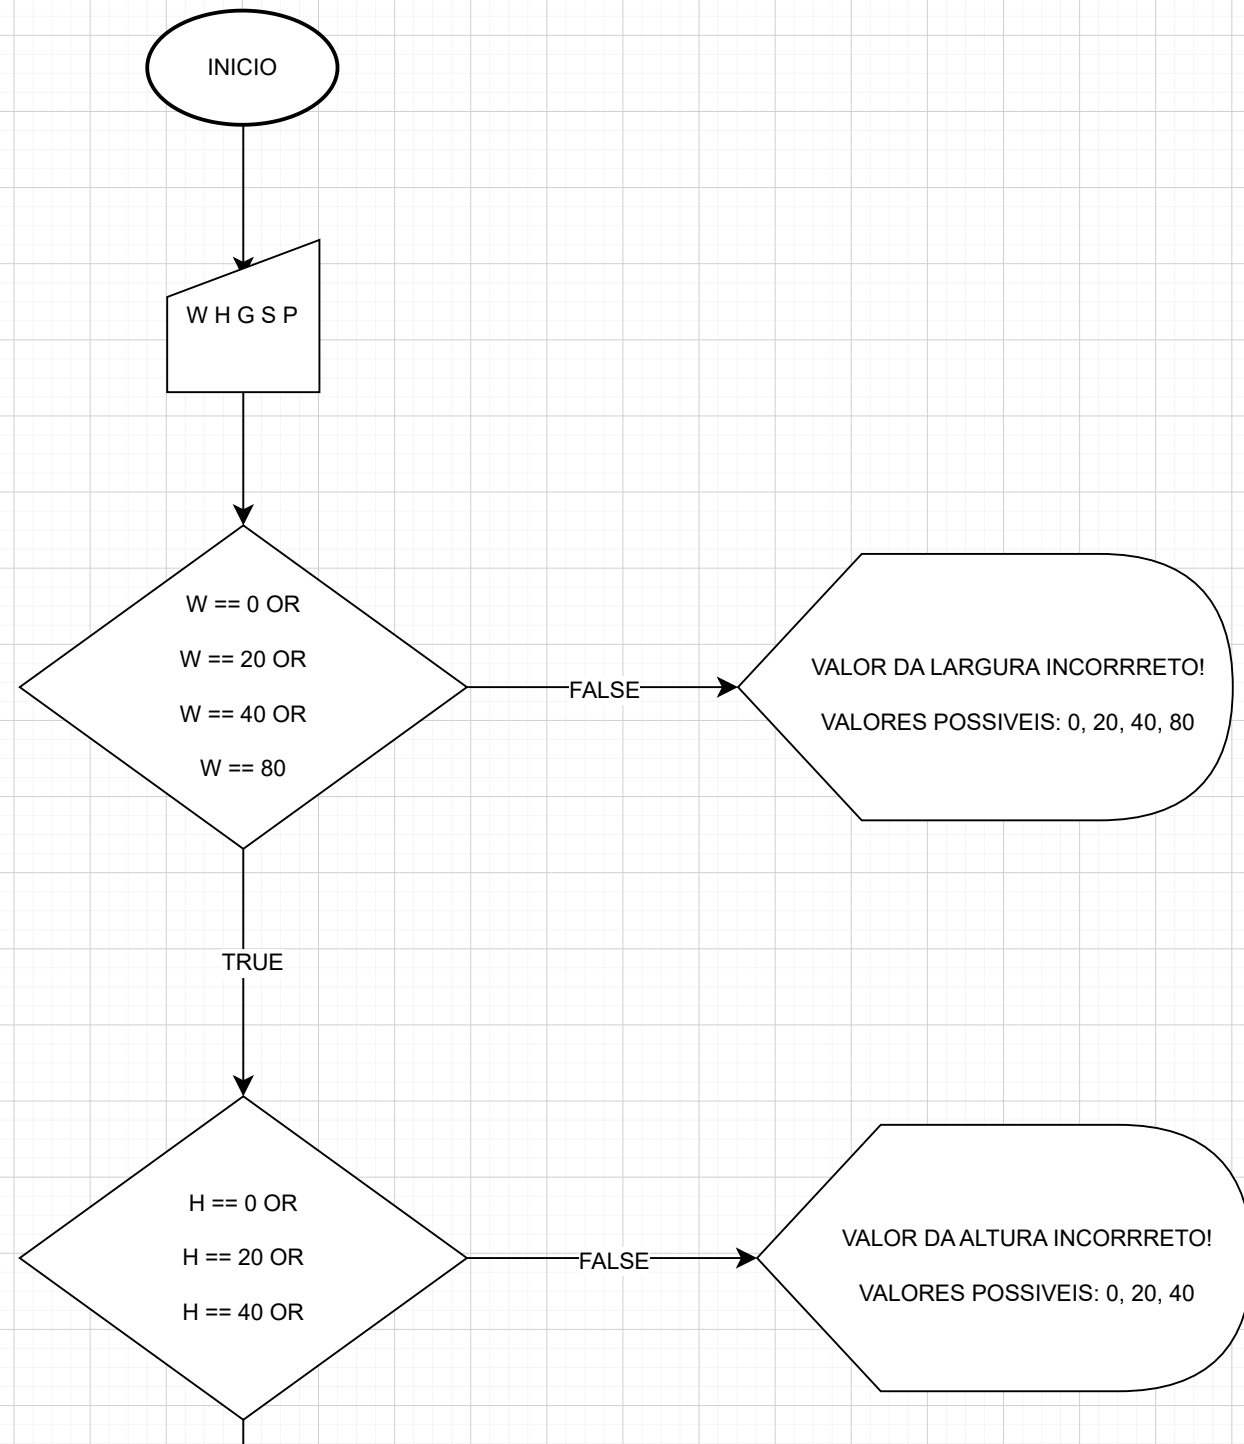 INICIO
W H G S P
W == 0 OR
W == 20 OR
W == 40 OR
W == 80
FALSE
VALOR DA LARGURA INCORRRETO!
VALORES POSSIVEIS: 0, 20, 40, 80
TRUE
H == 0 OR
H == 20 OR
H == 40 OR
FALSE
VALOR DA ALTURA INCORRRETO!
VALORES POSSIVEIS: 0, 20, 40